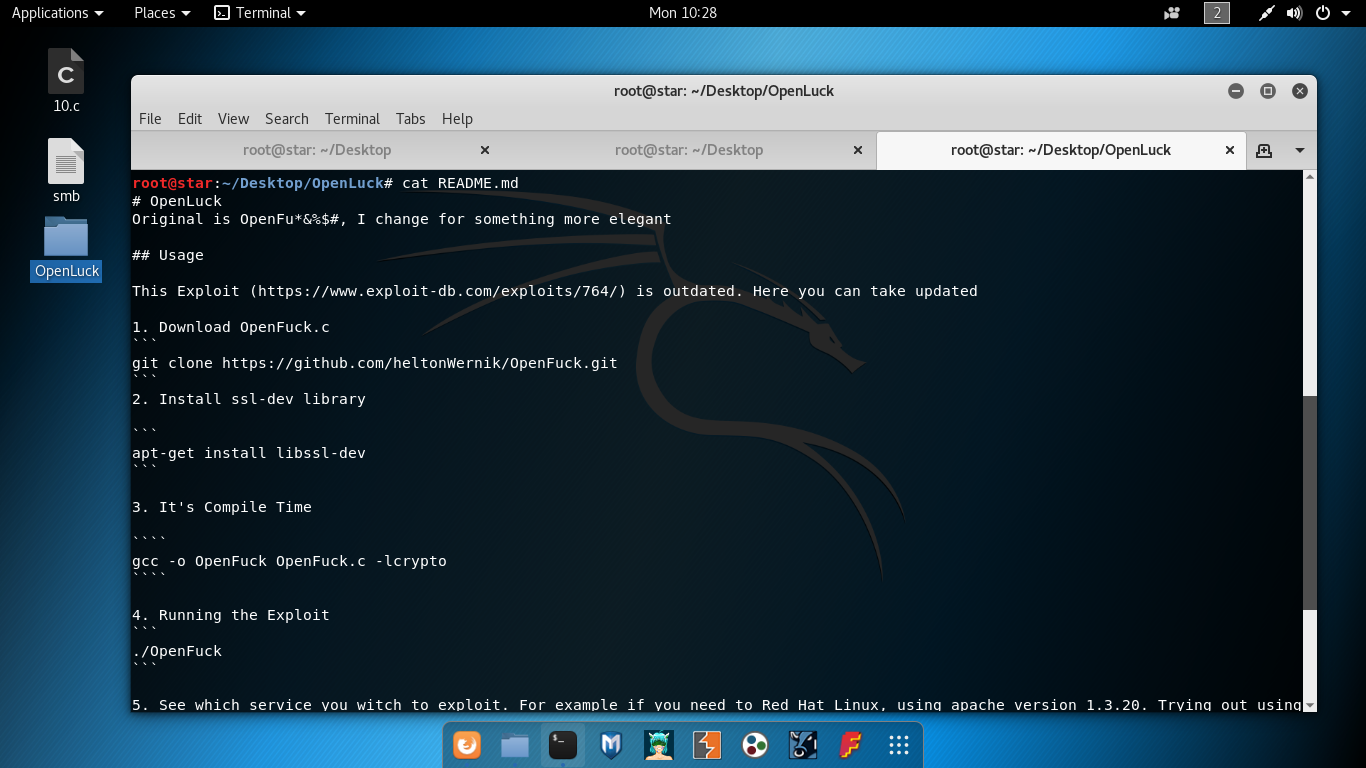 Applications Places Terminal Mon 10:28 2
C
10.c
smb
OpenLuck
root@star: ~/Desktop/OpenLuck
File Edit View Search Terminal Tabs Help
root@star: ~/Desktop root@star: ~/Desktop root@star: ~/Desktop/OpenLuck
root@star:~/Desktop/OpenLuck# cat README.md
# OpenLuck
Original is OpenFu*&%$#, I change for something more elegant
## Usage
This Exploit (https://www.exploit-db.com/exploits/764/) is outdated. Here you can take updated
1. Download OpenFuck.c
```
git clone https://github.com/heltonWernik/OpenFuck.git
```
2. Install ssl-dev library
```
apt-get install libssl-dev
```
3. It's Compile Time
````
gcc -o OpenFuck OpenFuck.c -lcrypto
````
4. Running the Exploit
```
./OpenFuck
```
5. See which service you witch to exploit. For example if you need to Red Hat Linux, using apache version 1.3.20. Trying out using
$_
M
F